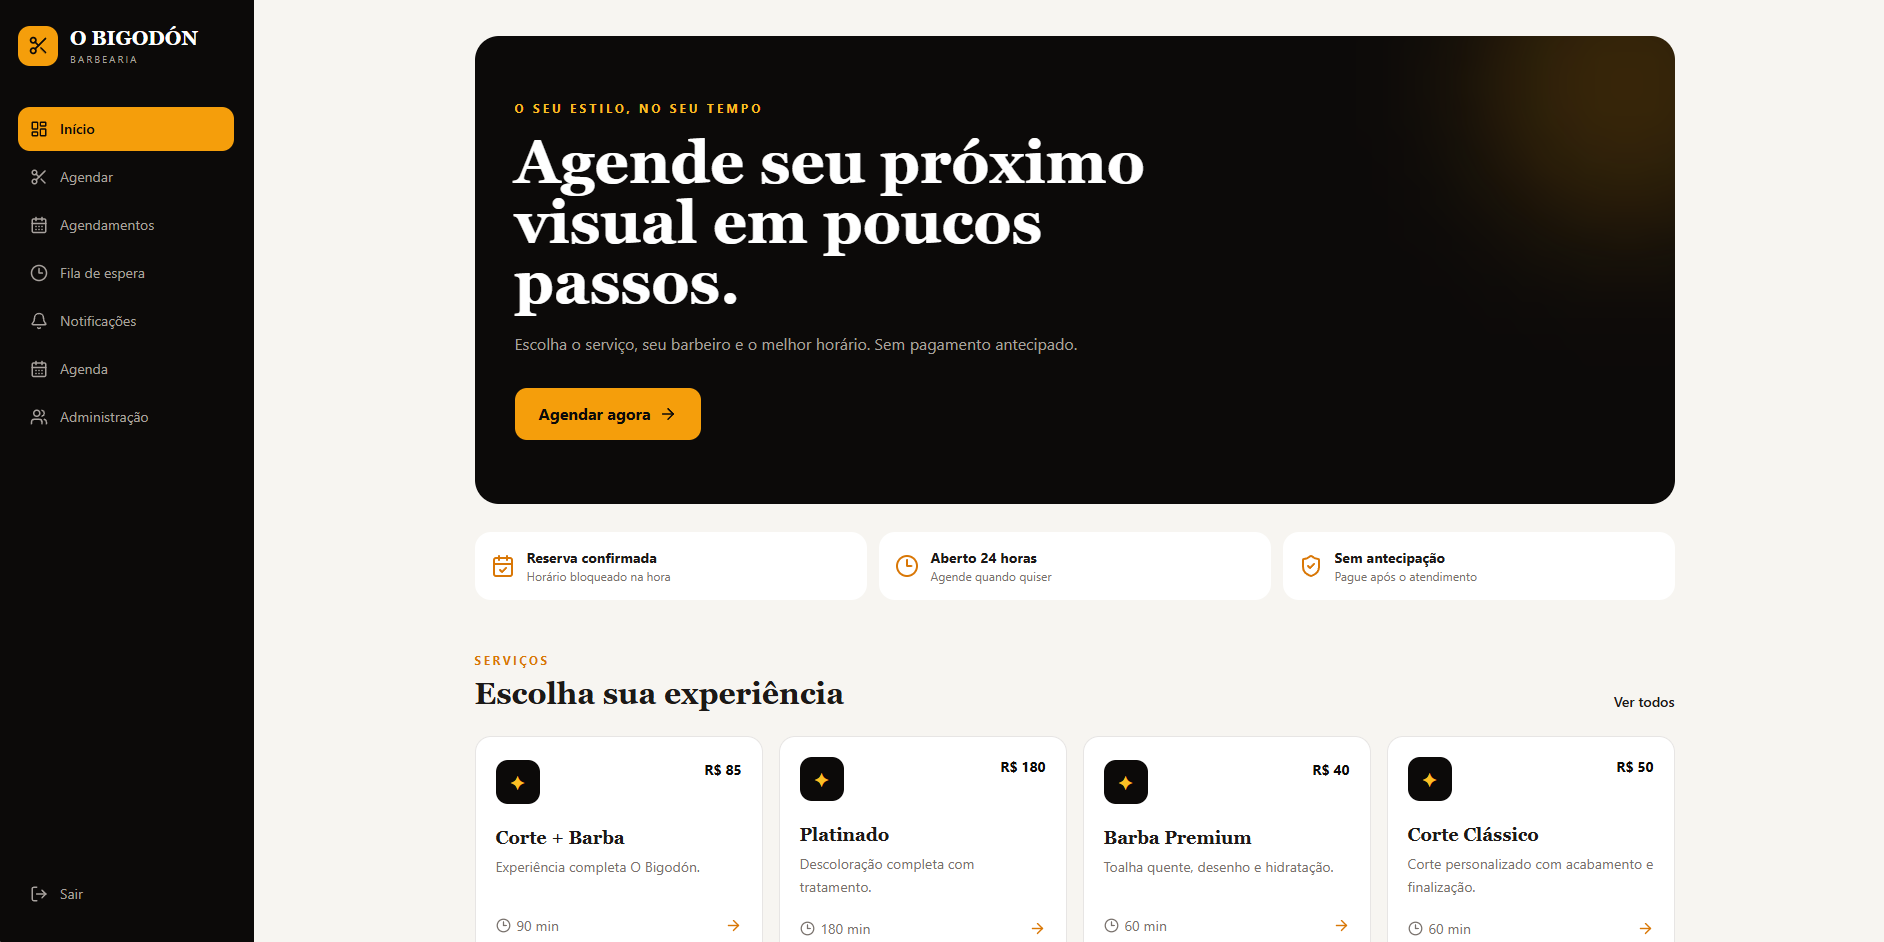 O BIGODÓN
BARBEARIA
Início
Agendar
Agendamentos
Fila de espera
Notificações
Agenda
Administração
Sair
O SEU ESTILO, NO SEU TEMPO
Agende seu próximo
visual em poucos
passos.
Escolha o serviço, seu barbeiro e o melhor horário. Sem pagamento antecipado.
Agendar agora
Reserva confirmada
Horário bloqueado na hora
Aberto 24 horas
Agende quando quiser
Sem antecipação
Pague após o atendimento
SERVIÇOS
Escolha sua experiência
Ver todos
R$ 85
Corte + Barba
Experiência completa O Bigodón.
90 min
R$ 180
Platinado
Descoloração completa com
tratamento.
180 min
R$ 40
Barba Premium
Toalha quente, desenho e hidratação.
60 min
R$ 50
Corte Clássico
Corte personalizado com acabamento e
finalização.
60 min